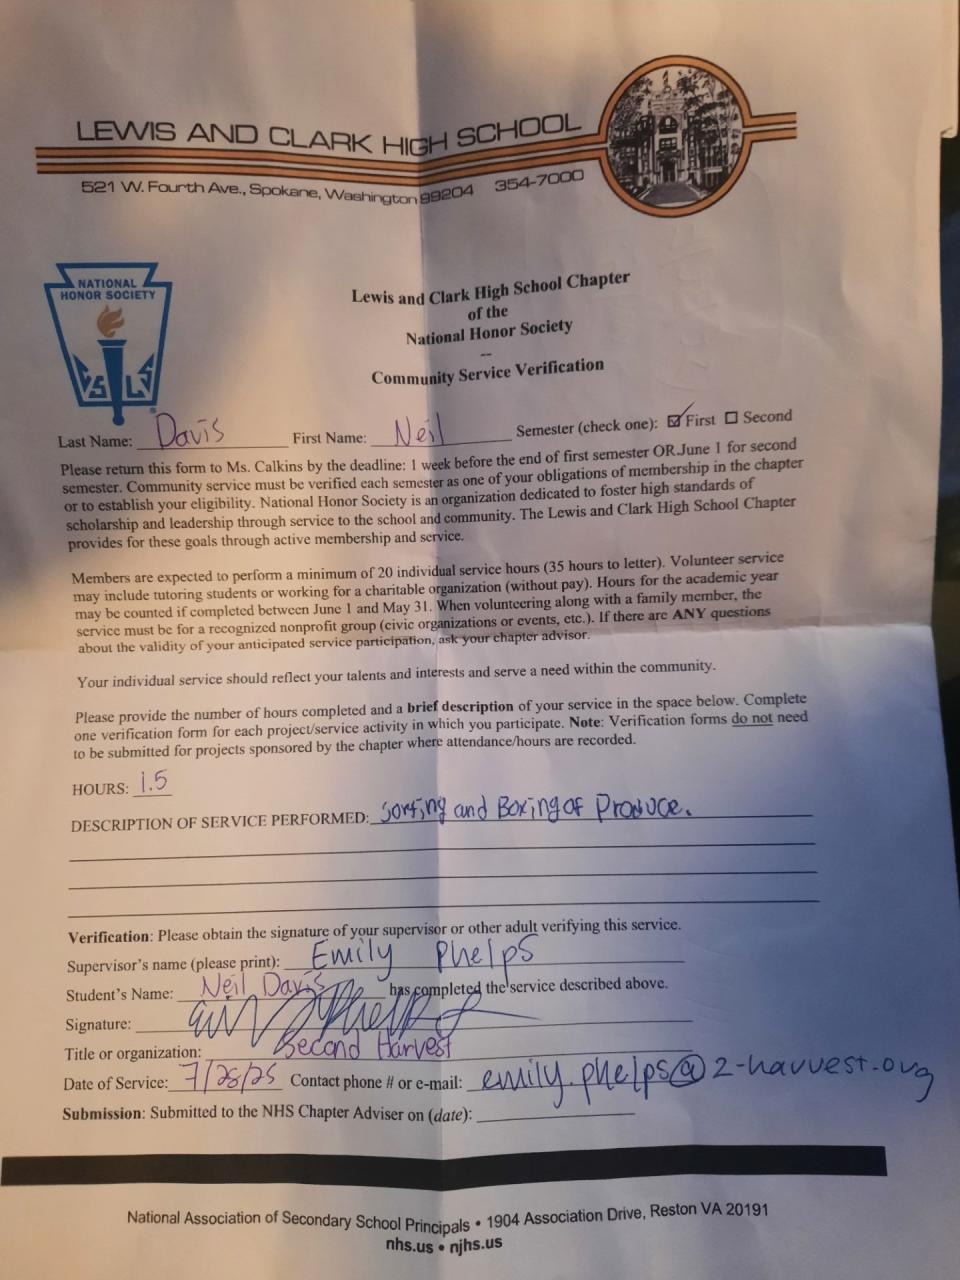 LEWIS AND CLARK HIGH SCHOOL
521 W. Fourth Ave., Spokane, Washington 99204 354-7000
NATIONAL
HONOR SOCIETY
Lewis and Clark High School Chapter
of the
National Honor Society
--
Community Service Verification
Last Name: Davis First Name: Neil Semester (check one): ☑ First ☐ Second
Please return this form to Ms. Calkins by the deadline: 1 week before the end of first semester OR June 1 for second
semester. Community service must be verified each semester as one of your obligations of membership in the chapter
or to establish your eligibility. National Honor Society is an organization dedicated to foster high standards of
scholarship and leadership through service to the school and community. The Lewis and Clark High School Chapter
provides for these goals through active membership and service.
Members are expected to perform a minimum of 20 individual service hours (35 hours to letter). Volunteer service
may include tutoring students or working for a charitable organization (without pay). Hours for the academic year
may be counted if completed between June 1 and May 31. When volunteering along with a family member, the
service must be for a recognized nonprofit group (civic organizations or events, etc.). If there are ANY questions
about the validity of your anticipated service participation, ask your chapter advisor.
Your individual service should reflect your talents and interests and serve a need within the community.
Please provide the number of hours completed and a brief description of your service in the space below. Complete
one verification form for each project/service activity in which you participate. Note: Verification forms do not need
to be submitted for projects sponsored by the chapter where attendance/hours are recorded.
HOURS: 1.5
DESCRIPTION OF SERVICE PERFORMED: Sorting and Boxing of Produce.
Verification: Please obtain the signature of your supervisor or other adult verifying this service.
Supervisor's name (please print): Emily Phelps
Student's Name: Neil Davis has completed the service described above.
Signature:
Title or organization: Second Harvest
Date of Service: 7/28/25 Contact phone # or e-mail: emily.phelps@2-harvest.org
Submission: Submitted to the NHS Chapter Adviser on (date):
National Association of Secondary School Principals • 1904 Association Drive, Reston VA 20191
nhs.us • njhs.us